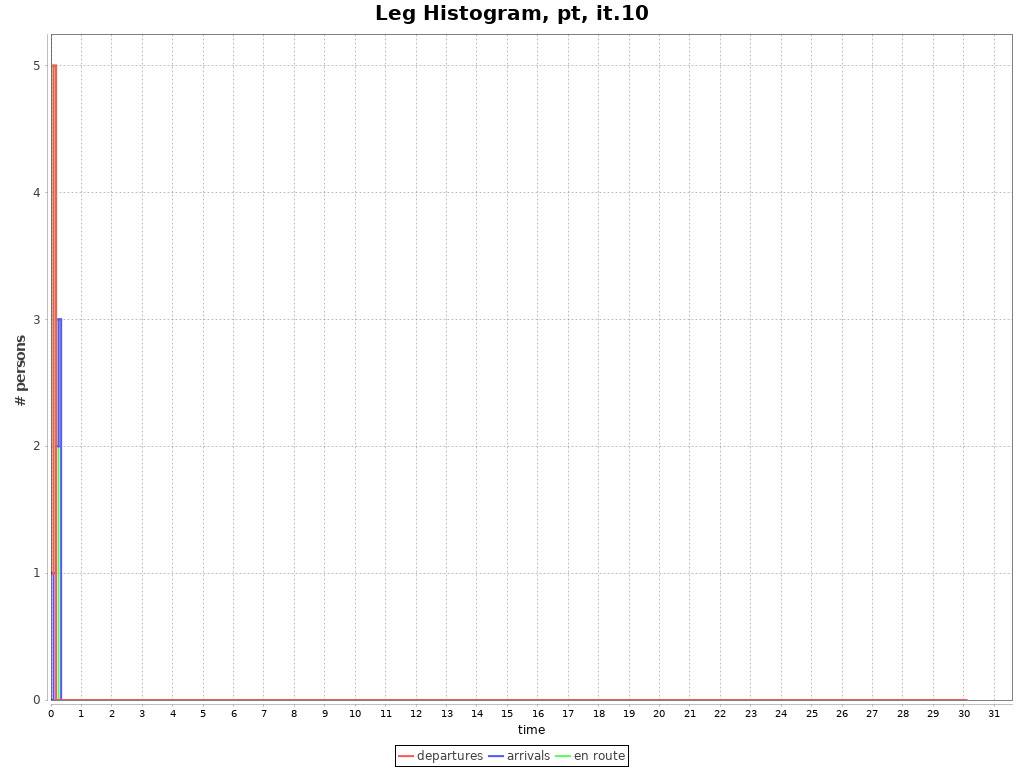 Leg Histogram, pt, it.10
# persons
5
4
3
2
1
0
0 1 2 3 4 5 6 7 8 9 10 11 12 13 14 15 16 17 18 19 20 21 22 23 24 25 26 27 28 29 30 31
time
departures arrivals en route